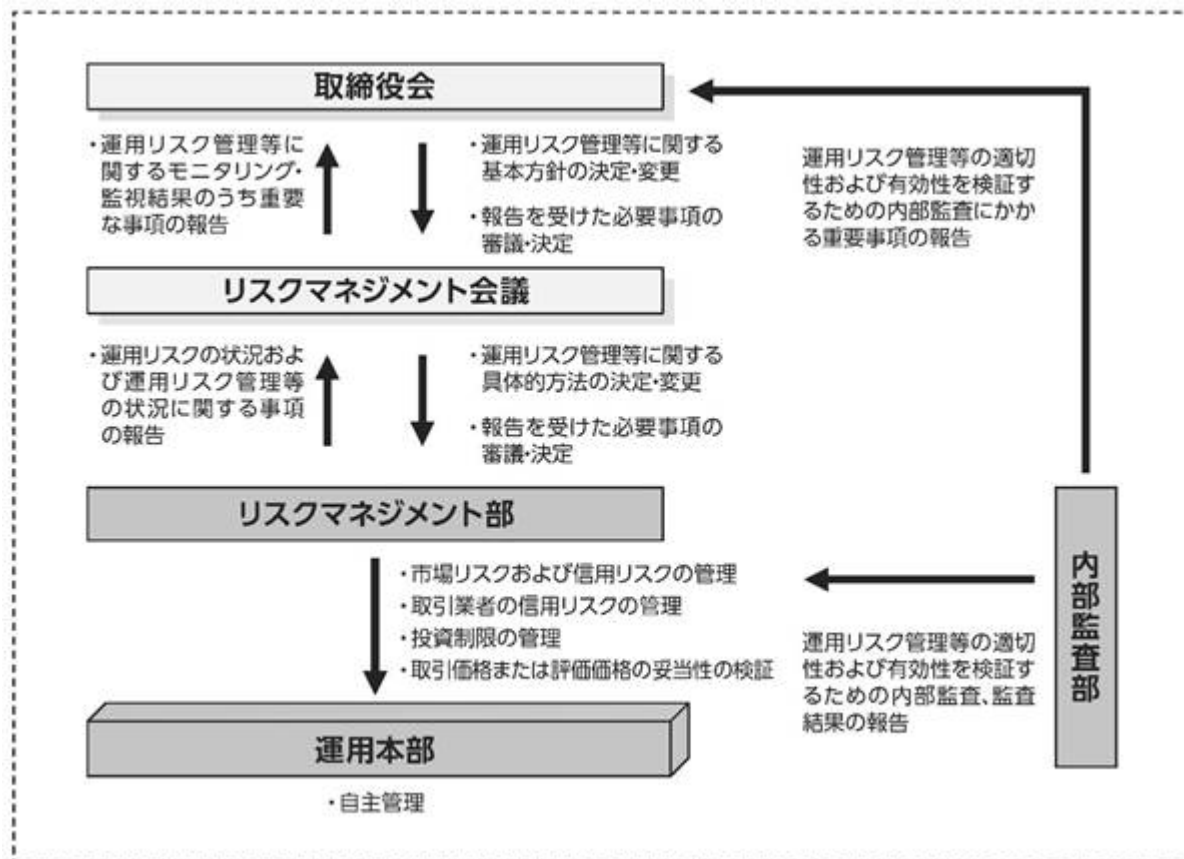 取締役会
・運用リスク管理等に
関するモニタリング・
監視結果のうち重要
な事項の報告
・運用リスク管理等に関する
基本方針の決定・変更
・報告を受けた必要事項の
審議・決定
運用リスク管理等の適切
性および有効性を検証す
るための内部監査にかか
る重要事項の報告
リスクマネジメント会議
・運用リスクの状況およ
び運用リスク管理等
の状況に関する事項
の報告
・運用リスク管理等に関する
具体的方法の決定・変更
・報告を受けた必要事項の
審議・決定
リスクマネジメント部
・市場リスクおよび信用リスクの管理
・取引業者の信用リスクの管理
・投資制限の管理
・取引価格または評価価格の妥当性の検証
運用リスク管理等の適切
性および有効性を検証す
るための内部監査、監査
結果の報告
内部監査部
運用本部
・自主管理